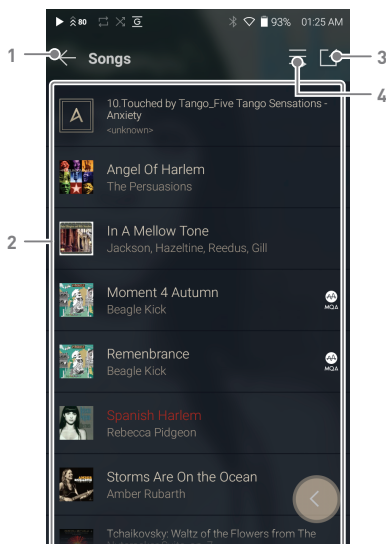 80 G 93% 01:25 AM
1 Songs 3
4
10.Touched by Tango_Five Tango Sensations -
Anxiety
<unknown>
A
Angel Of Harlem
The Persuasions
2
In A Mellow Tone
Jackson, Hazeltine, Reedus, Gill
Moment 4 Autumn
Beagle Kick
MQA
Remenbrance
Beagle Kick
MQA
Spanish Harlem
Rebecca Pidgeon
Storms Are On the Ocean
Amber Rubarth
Tchaikovsky: Waltz of the Flowers from The